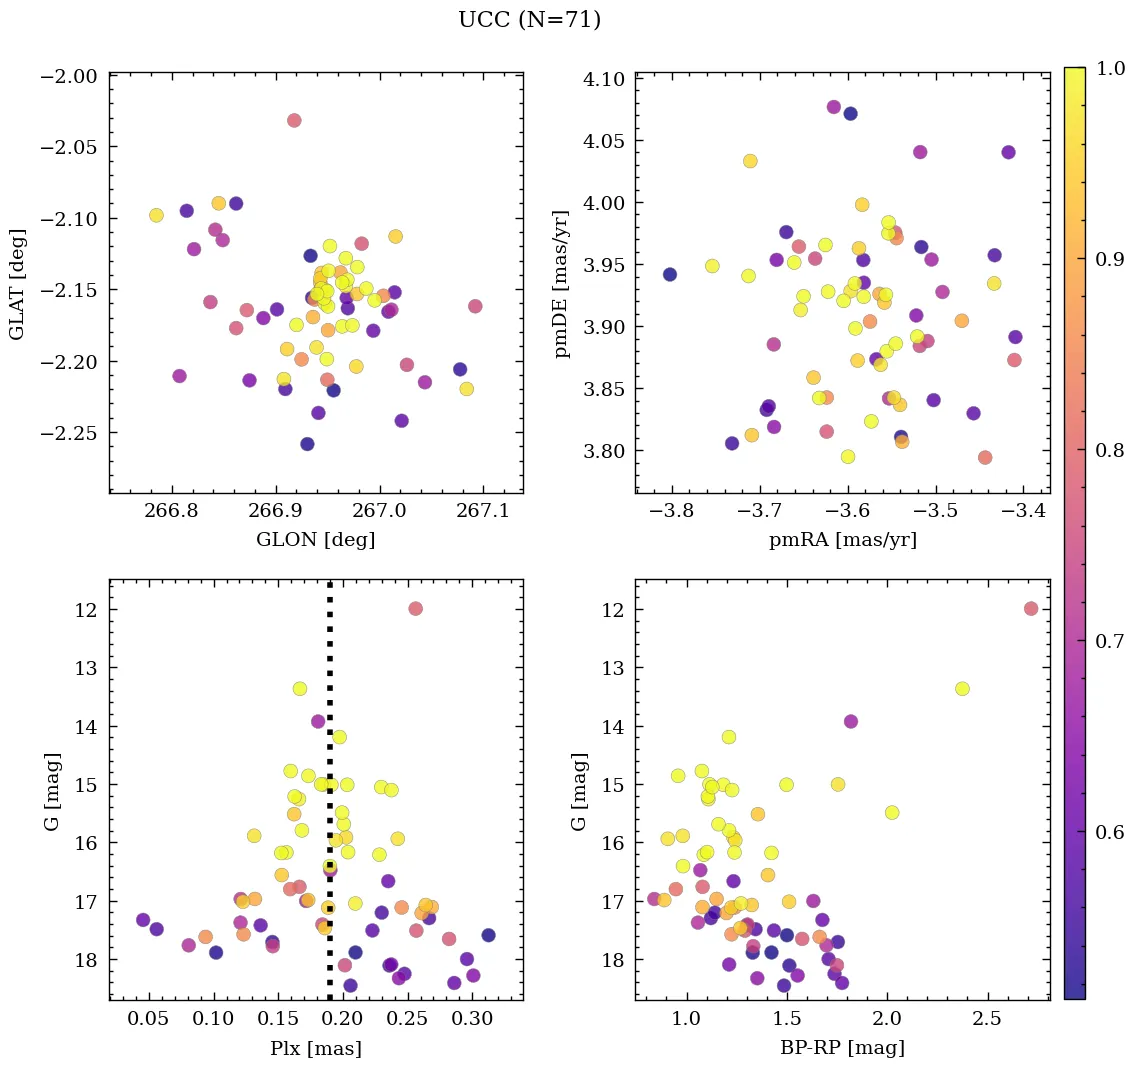 UCC (N=71)
−2.00
−2.05
−2.10
−2.15
−2.20
−2.25
GLAT [deg]
266.8 266.9 267.0 267.1
GLON [deg]
4.10
4.05
4.00
3.95
3.90
3.85
3.80
pmDE [mas/yr]
−3.8 −3.7 −3.6 −3.5 −3.4
pmRA [mas/yr]
1.0
0.9
0.8
0.7
0.6
12
13
14
15
16
17
18
G [mag]
0.05 0.10 0.15 0.20 0.25 0.30
Plx [mas]
12
13
14
15
16
17
18
G [mag]
1.0 1.5 2.0 2.5
BP-RP [mag]